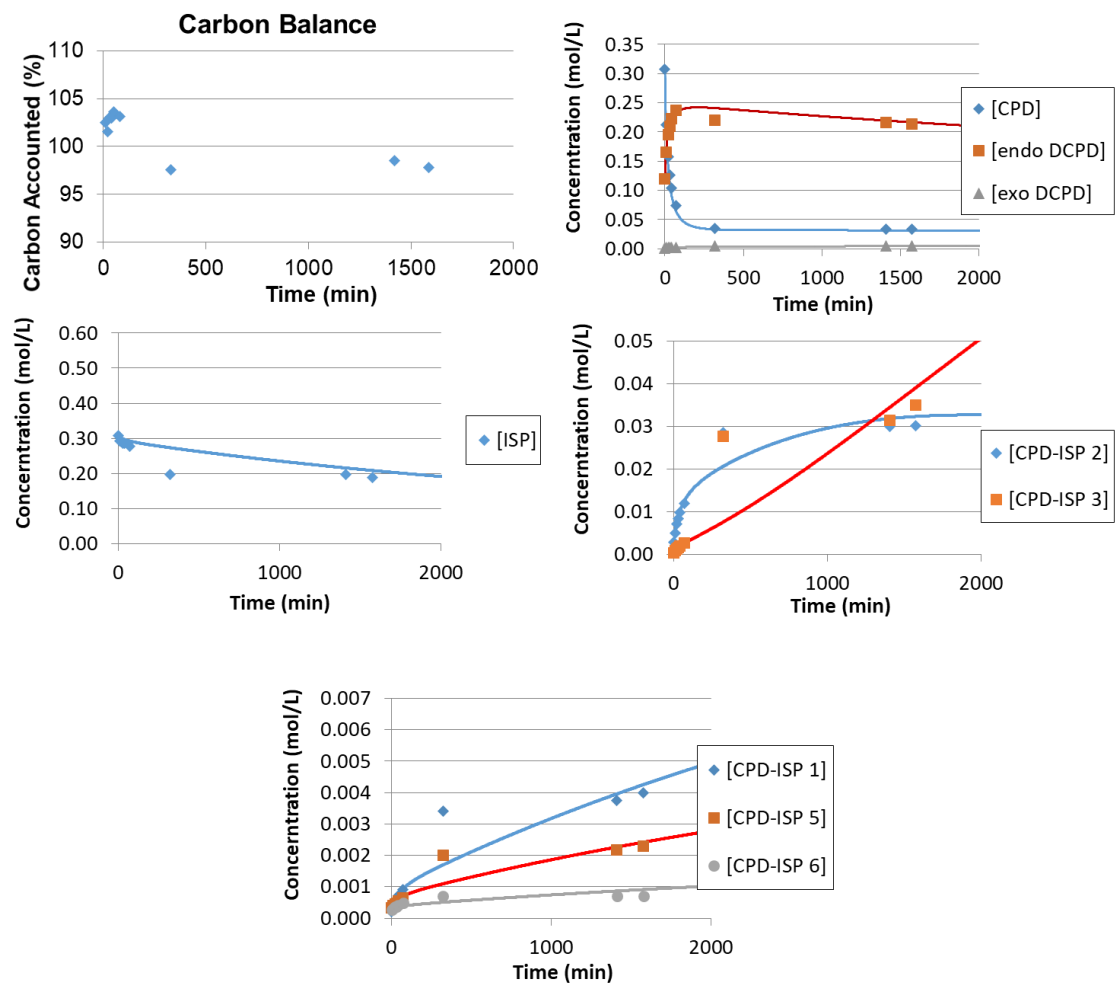 Carbon Balance
Carbon Accounted (%)
110
105
100
95
90
0
500
1000
1500
2000
Time (min)
Concerntration (mol/L)
0.35
0.30
0.25
0.20
0.15
0.10
0.05
0.00
0
500
1000
1500
2000
Time (min)
[CPD]
[endo DCPD]
[exo DCPD]
Concerntration (mol/L)
0.60
0.50
0.40
0.30
0.20
0.10
0.00
0
1000
2000
Time (min)
[ISP]
Concerntration (mol/L)
0.05
0.04
0.03
0.02
0.01
0.00
0
1000
2000
Time (min)
[CPD-ISP 2]
[CPD-ISP 3]
Concerntration (mol/L)
0.007
0.006
0.005
0.004
0.003
0.002
0.001
0.000
0
1000
2000
Time (min)
[CPD-ISP 1]
[CPD-ISP 5]
[CPD-ISP 6]